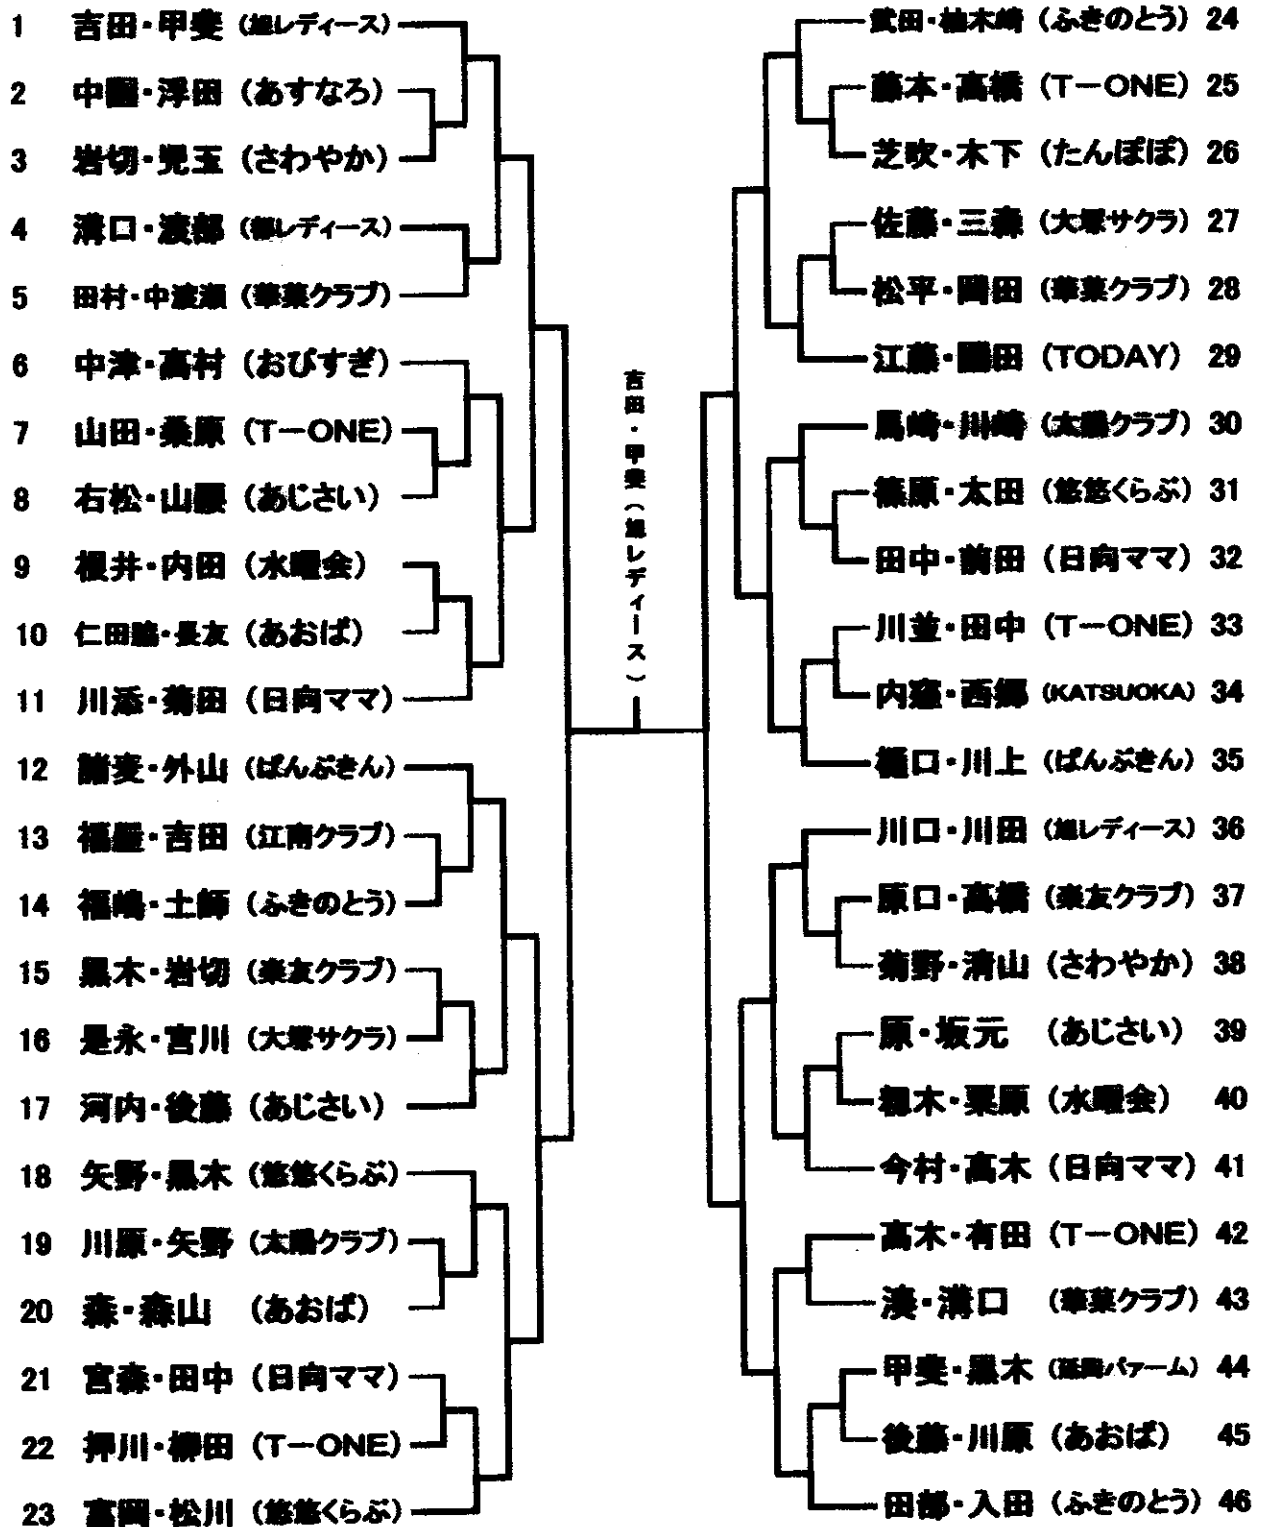 1 吉田・甲斐 (旭レディース)
2 中園・浮田 (あすなろ)
3 岩切・児玉 (さわやか)
4 溝口・渡部 (都レディース)
5 田村・中渡瀬 (華菜クラブ)
6 中津・高村 (おびすぎ)
7 山田・桑原 (T-ONE)
8 右松・山腰 (あじさい)
9 根井・内田 (水曜会)
10 仁田脇・長友 (あおば)
11 川添・菊田 (日向ママ)
12 諸麦・外山 (ぱんぷきん)
13 福盛・吉田 (江南クラブ)
14 福嶋・土師 (ふきのとう)
15 黒木・岩切 (楽友クラブ)
16 是永・宮川 (大塚サクラ)
17 河内・後藤 (あじさい)
18 矢野・黒木 (悠悠くらぶ)
19 川原・矢野 (太陽クラブ)
20 森・森山 (あおば)
21 宮森・田中 (日向ママ)
22 押川・柳田 (T-ONE)
23 富岡・松川 (悠悠くらぶ)
吉田・甲斐(旭レディース)
武田・柚木崎 (ふきのとう) 24
藤本・高橋 (T-ONE) 25
芝吹・木下 (たんぽぽ) 26
佐藤・三森 (大塚サクラ) 27
松平・岡田 (華菜クラブ) 28
江藤・園田 (TODAY) 29
馬崎・川崎 (太陽クラブ) 30
篠原・太田 (悠悠くらぶ) 31
田中・前田 (日向ママ) 32
川並・田中 (T-ONE) 33
内窪・西郷 (KATSUOKA) 34
樋口・川上 (ぱんぷきん) 35
川口・川田 (旭レディース) 36
原口・高橋 (楽友クラブ) 37
菊野・清山 (さわやか) 38
原・坂元 (あじさい) 39
椢木・栗原 (水曜会) 40
今村・高木 (日向ママ) 41
高木・有田 (T-ONE) 42
湊・溝口 (華菜クラブ) 43
甲斐・黒木 (延岡パァーム) 44
後藤・川原 (あおば) 45
田部・入田 (ふきのとう) 46